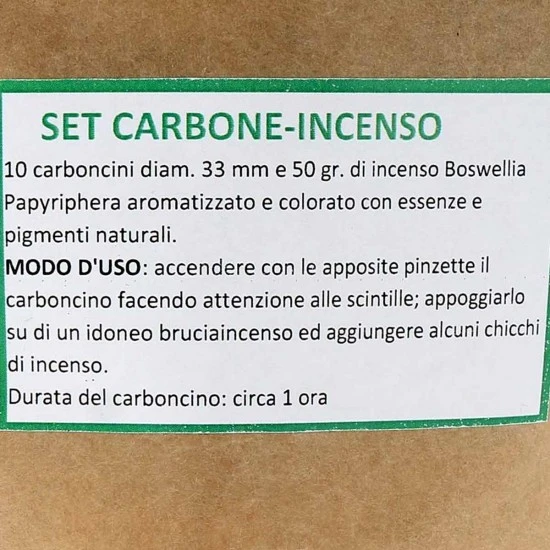 SET CARBONE-INCENSO
10 carboncini diam. 33 mm e 50 gr. di incenso Boswellia
Papyriphera aromatizzato e colorato con essenze e
pigmenti naturali.
MODO D'USO: accendere con le apposite pinzette il
carboncino facendo attenzione alle scintille; appoggiarlo
su di un idoneo bruciaincenso ed aggiungere alcuni chicchi
di incenso.
Durata del carboncino: circa 1 ora